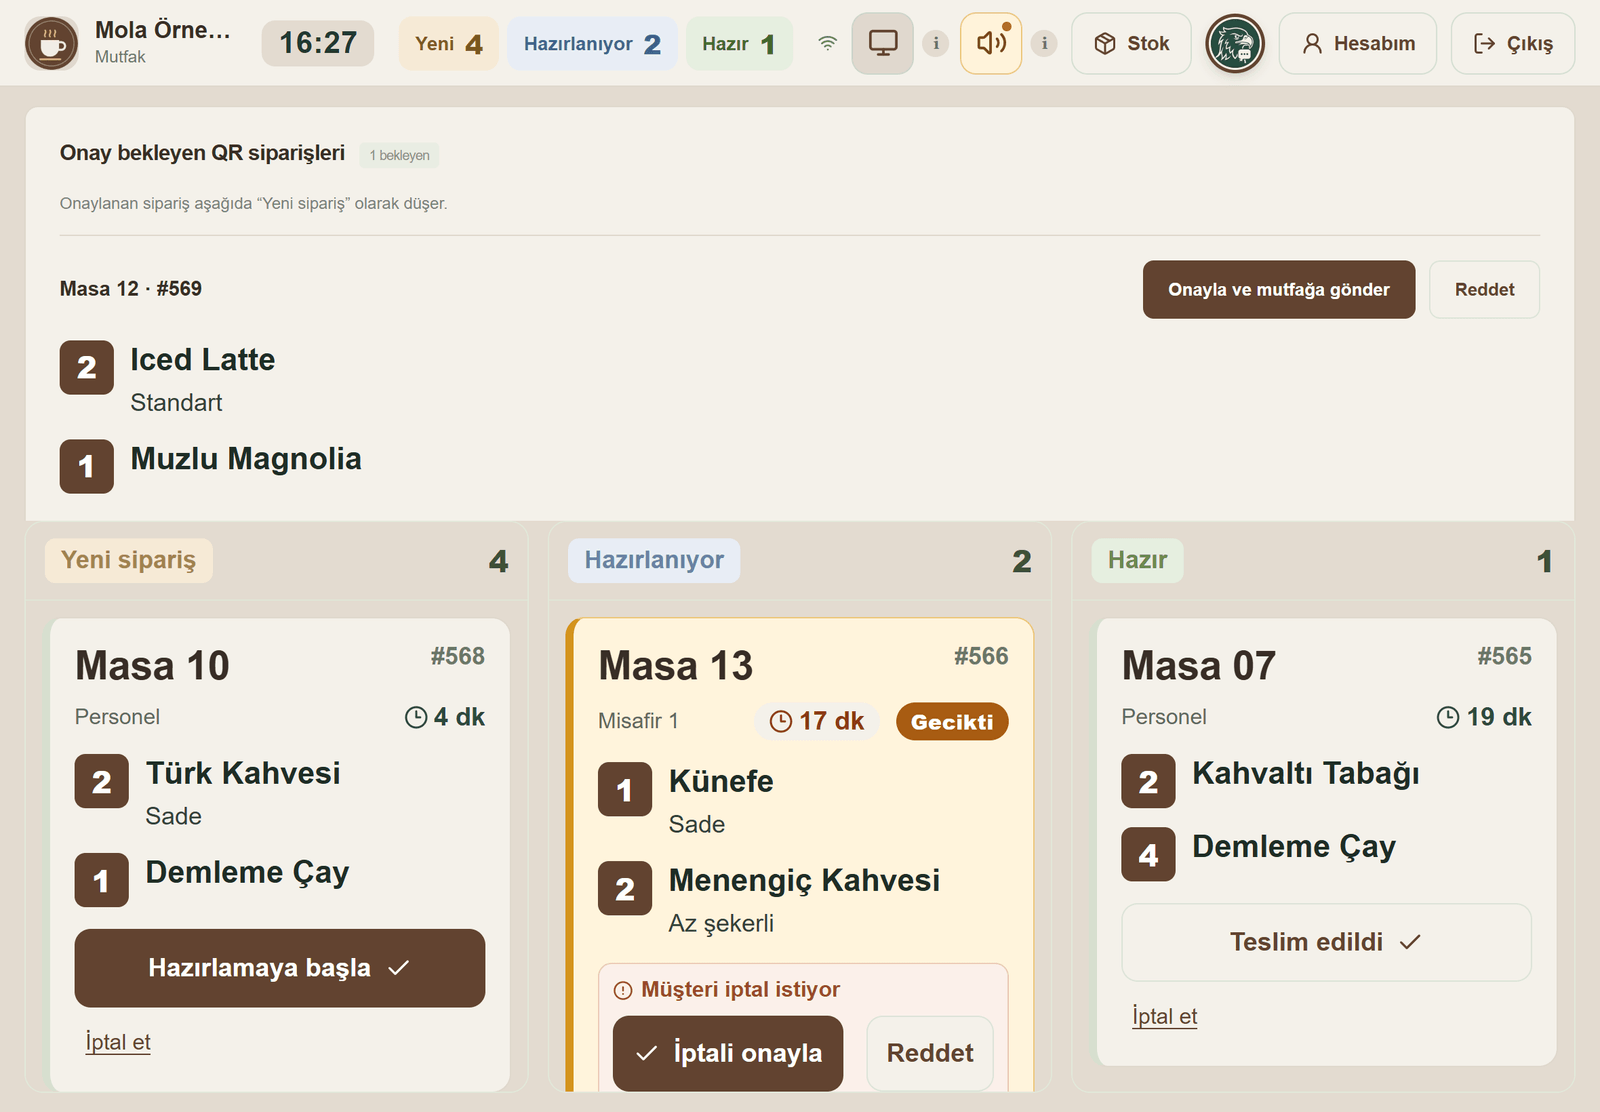 Mola Örne...
Mutfak
16:27
Yeni 4
Hazırlanıyor 2
Hazır 1
i
i
Stok
Hesabım
Çıkış
Onay bekleyen QR siparişleri
1 bekleyen
Onaylanan sipariş aşağıda “Yeni sipariş” olarak düşer.
Masa 12 · #569
Onayla ve mutfağa gönder
Reddet
2 Iced Latte
Standart
1 Muzlu Magnolia
Yeni sipariş 4
Masa 10 #568
Personel 4 dk
2 Türk Kahvesi
Sade
1 Demleme Çay
Hazırlamaya başla
İptal et
Hazırlanıyor 2
Masa 13 #566
Misafir 1 17 dk Gecikti
1 Künefe
Sade
2 Menengiç Kahvesi
Az şekerli
Müşteri iptal istiyor
İptali onayla
Reddet
Hazır 1
Masa 07 #565
Personel 19 dk
2 Kahvaltı Tabağı
4 Demleme Çay
Teslim edildi
İptal et